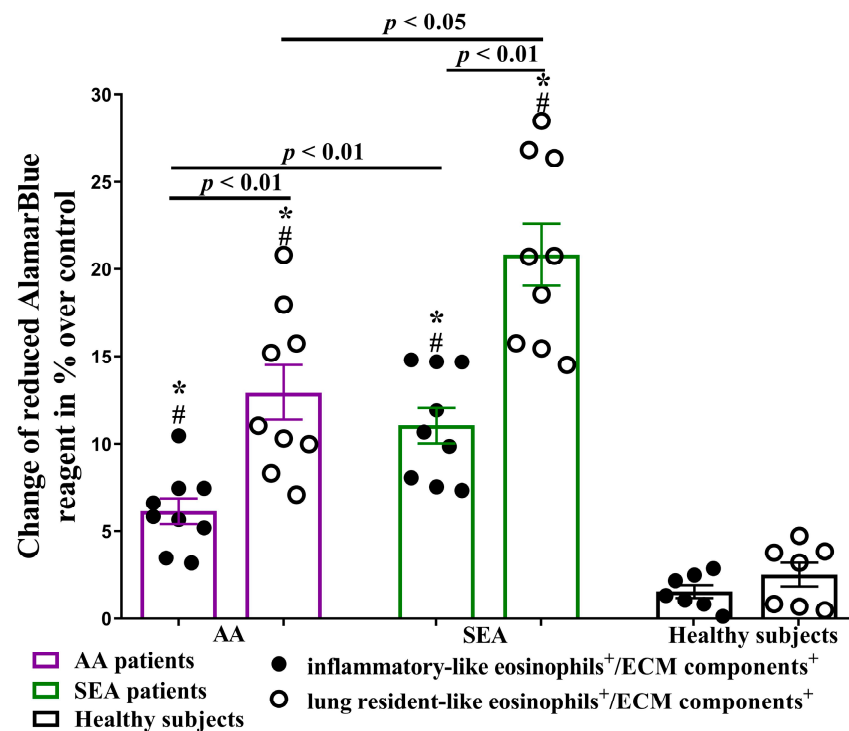 p < 0.05
p < 0.01
*
#
p < 0.01
p < 0.01
*
#
*
#
*
#
Change of reduced AlamarBlue
reagent in % over control
30
25
20
15
10
5
0
AA
SEA
Healthy subjects
AA patients
SEA patients
Healthy subjects
inflammatory-like eosinophils⁺/ECM components⁺
lung resident-like eosinophils⁺/ECM components⁺